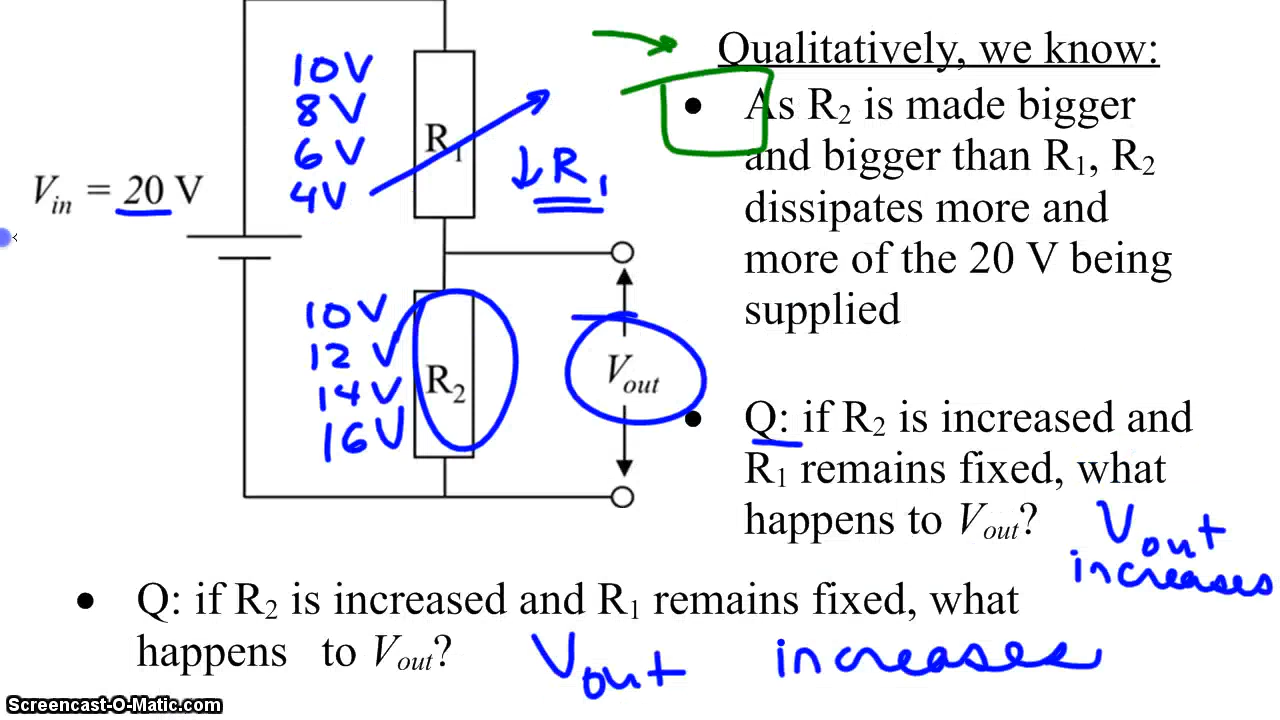 10V
8V
6V
4V
R1
↓R1
Vin = 20 V
10V
12V
14V
16V
R2
Vout
Qualitatively, we know:
• As R2 is made bigger
and bigger than R1, R2
dissipates more and
more of the 20 V being
supplied
• Q: if R2 is increased and
R1 remains fixed, what
happens to Vout? Vout
increases
• Q: if R2 is increased and R1 remains fixed, what
happens to Vout? Vout increases
Screencast-O-Matic.com